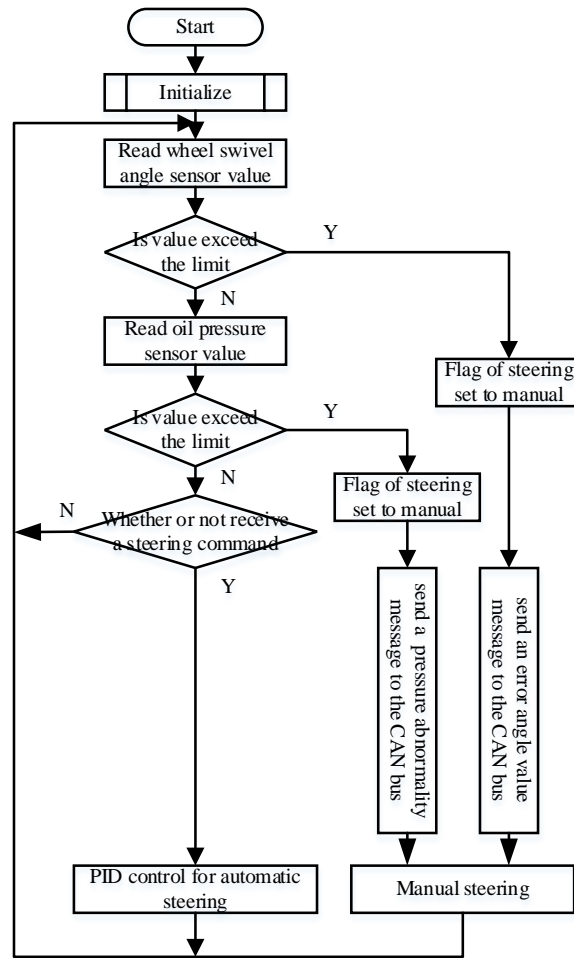 Start
Initialize
Read wheel swivel
angle sensor value
Is value exceed
the limit
Y
N
Read oil pressure
sensor value
Flag of steering
set to manual
Is value exceed
the limit
Y
N
Flag of steering
set to manual
Whether or not receive
a steering command
N
Y
send a pressure abnormality
message to the CAN bus
send an error angle value
message to the CAN bus
PID control for automatic
steering
Manual steering